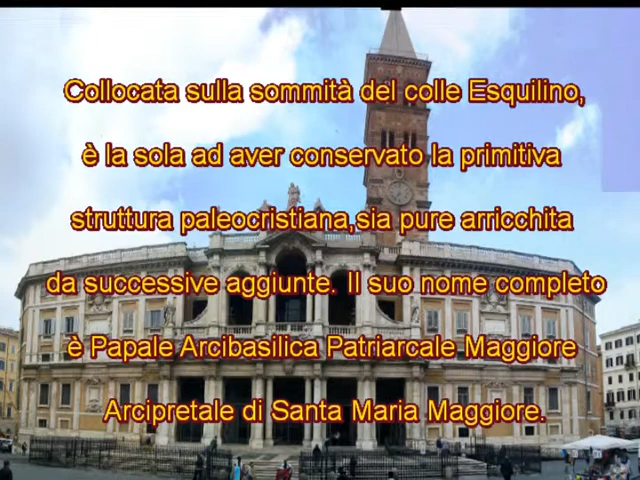 Collocata sulla sommità del colle Esquilino,
è la sola ad aver conservato la primitiva
struttura paleocristiana,sia pure arricchita
da successive aggiunte. Il suo nome completo
è Papale Arcibasilica Patriarcale Maggiore
Arcipretale di Santa Maria Maggiore.